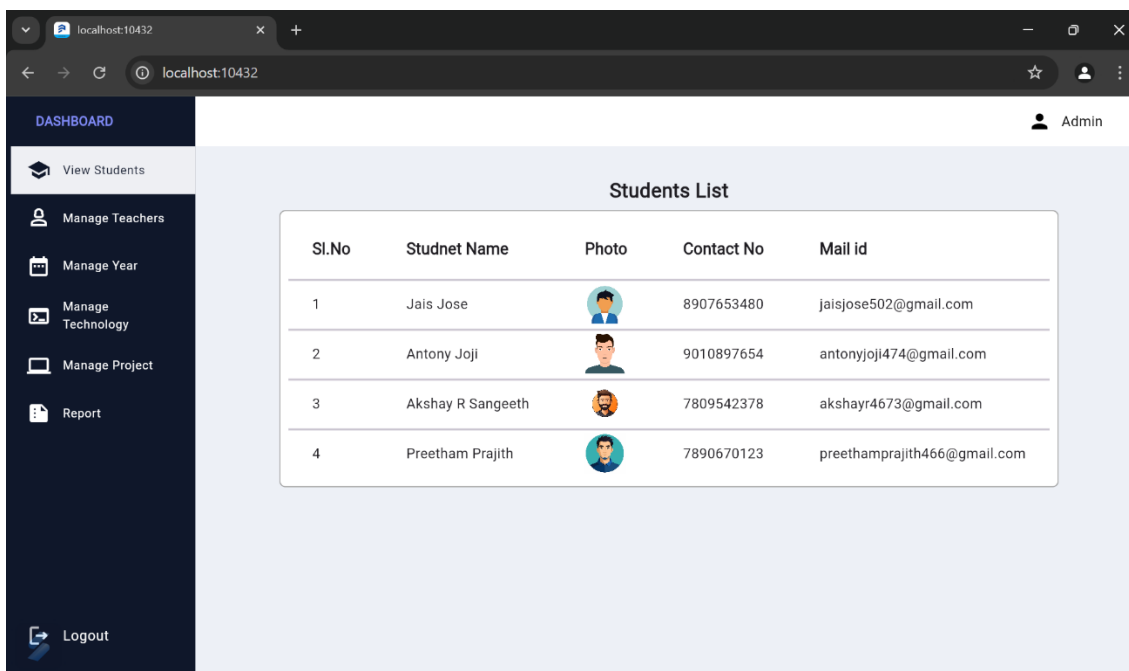 localhost:10432
localhost:10432
DASHBOARD
Admin
View Students
Manage Teachers
Manage Year
Manage
Technology
Manage Project
Report
Logout
Students List
Sl.No Studnet Name Photo Contact No Mail id
1 Jais Jose 8907653480 jaisjose502@gmail.com
2 Antony Joji 9010897654 antonyjoji474@gmail.com
3 Akshay R Sangeeth 7809542378 akshayr4673@gmail.com
4 Preetham Prajith 7890670123 preethamprajith466@gmail.com